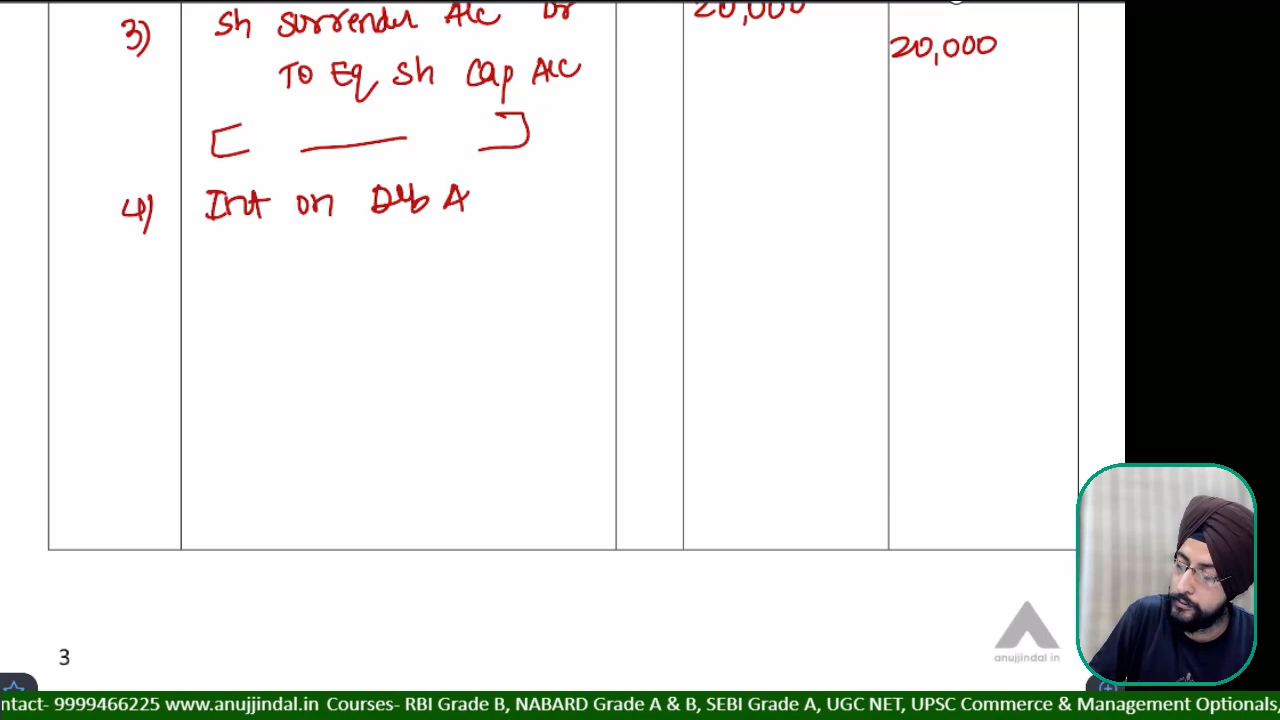 3) Sh surrender A/c Dr 20,000
To Eq Sh Cap A/c 20,000
[ — ]
4) Int on Deb A
3
anujjindal.in
ntact- 9999466225 www.anujjindal.in Courses- RBI Grade B, NABARD Grade A & B, SEBI Grade A, UGC NET, UPSC Commerce & Management Optionals,